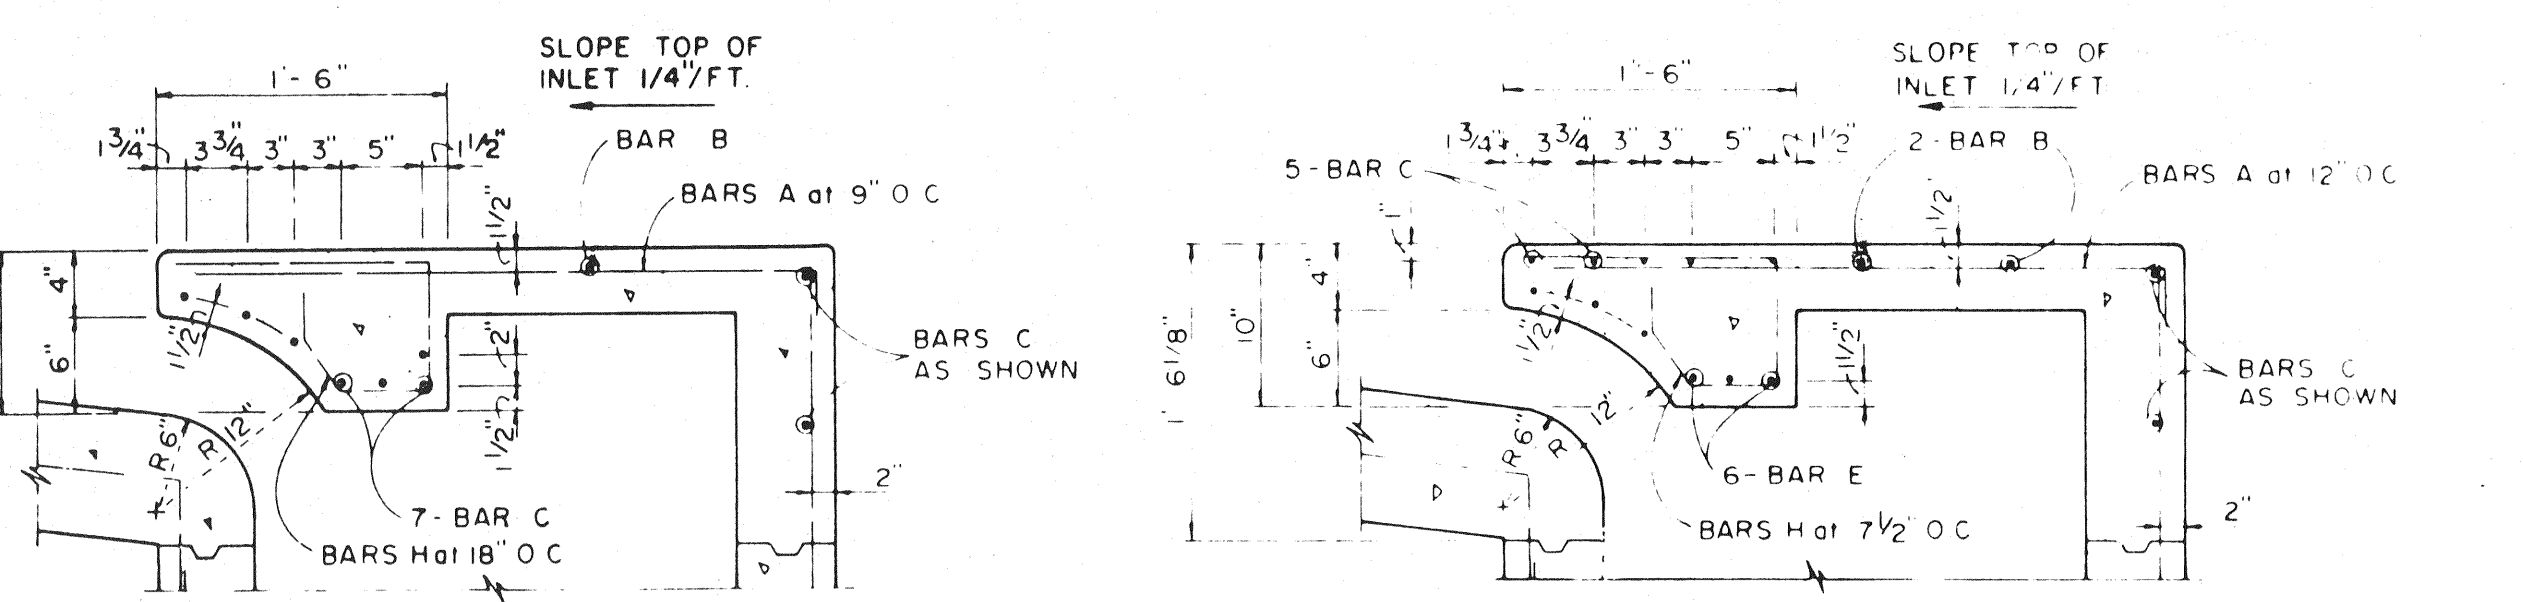 SLOPE TOP OF
INLET 1/4"/FT.
1'-6"
1 3/4" 3 3/4" 3" 3" 5" 1 1/2"
BAR B
BARS A at 9" O C
1 1/2"
4"
6"
1 1/2"
2"
1 1/2"
BARS C
AS SHOWN
R 6"
R 12"
2"
7-BAR C
BARS H at 18" O C
SLOPE TOP OF
INLET 1/4"/FT
1'-6"
1 3/4" 3 3/4" 3" 3" 5" 1 1/2"
5-BAR C
2-BAR B
BARS A at 12" O C
1"
1 1/2
4"
10"
6"
1' 6 1/8"
1 1/2"
1 1/2"
BARS C
AS SHOWN
R 6"
R 12"
6-BAR E
2"
BARS H at 7 1/2" O C